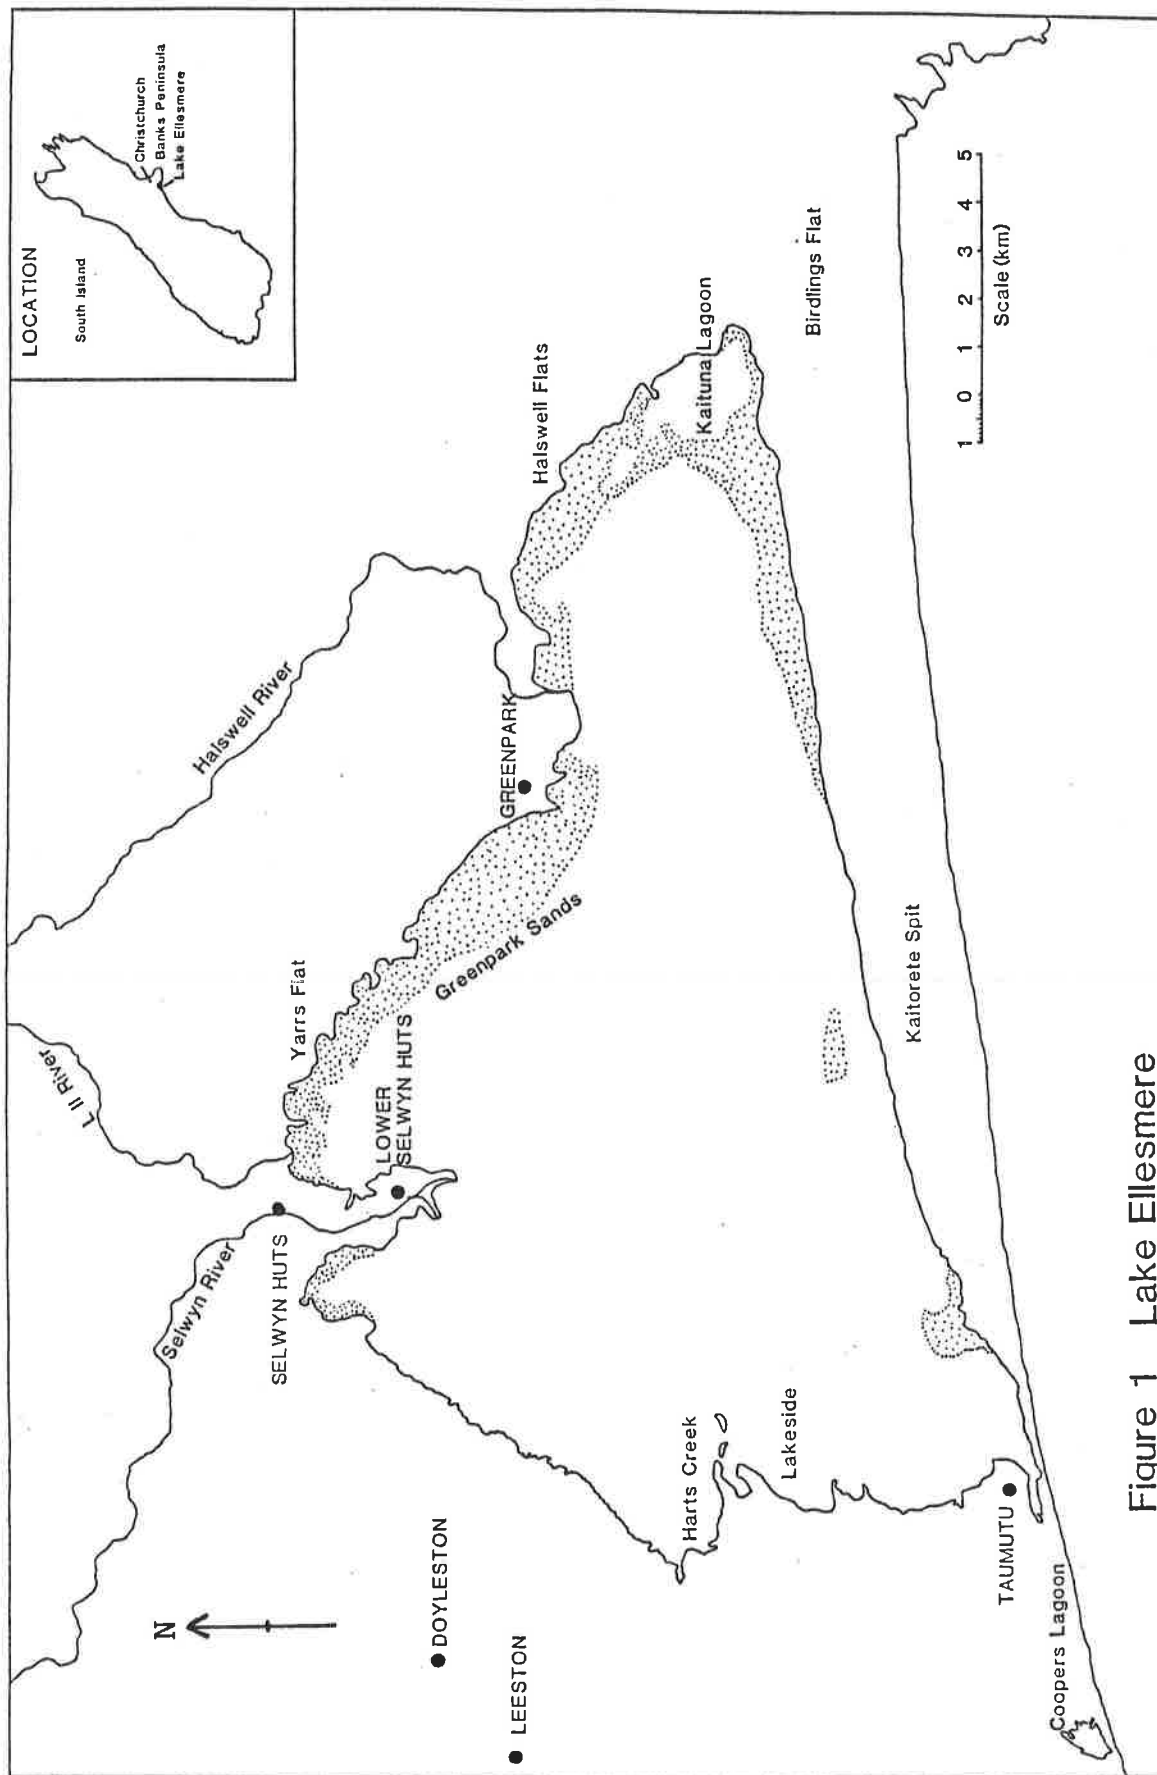 LOCATION
South Island
Christchurch
Banks Peninsula
Lake Ellesmere
N
L II River
Halswell River
Selwyn River
SELWYN HUTS
Yarrs Flat
LOWER
SELWYN HUTS
GREENPARK
Greenpark Sands
Halswell Flats
Kaituna Lagoon
Birdlings Flat
DOYLESTON
LEESTON
Harts Creek
Lakeside
TAUMUTU
Coopers Lagoon
Kaitorete Spit
1 0 1 2 3 4 5
Scale (km)
Figure 1 Lake Ellesmere